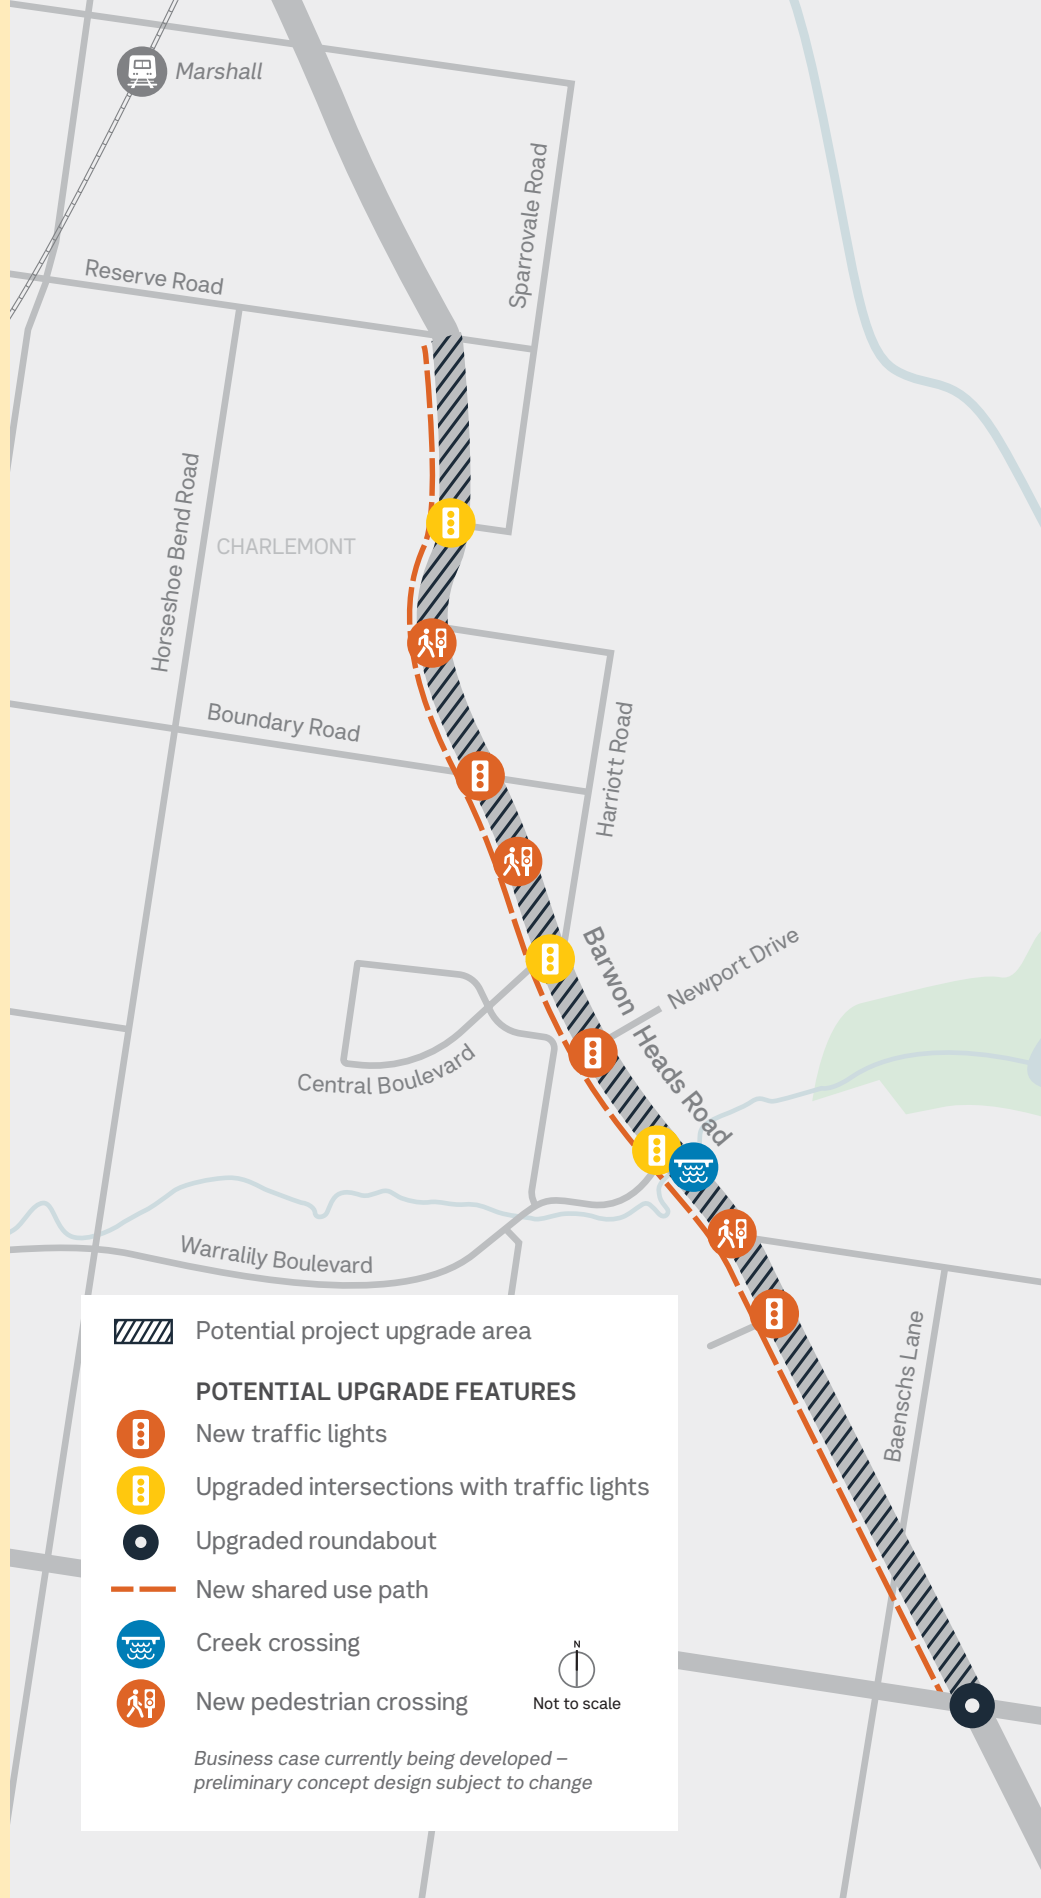 Marshall
Sparrovale Road
Reserve Road
Horseshoe Bend Road
CHARLEMONT
Boundary Road
Harriott Road
Barwon Heads Road
Newport Drive
Central Boulevard
Warralily Boulevard
Baenschs Lane
Potential project upgrade area
POTENTIAL UPGRADE FEATURES
New traffic lights
Upgraded intersections with traffic lights
Upgraded roundabout
New shared use path
Creek crossing
New pedestrian crossing
N
Not to scale
Business case currently being developed –
preliminary concept design subject to change